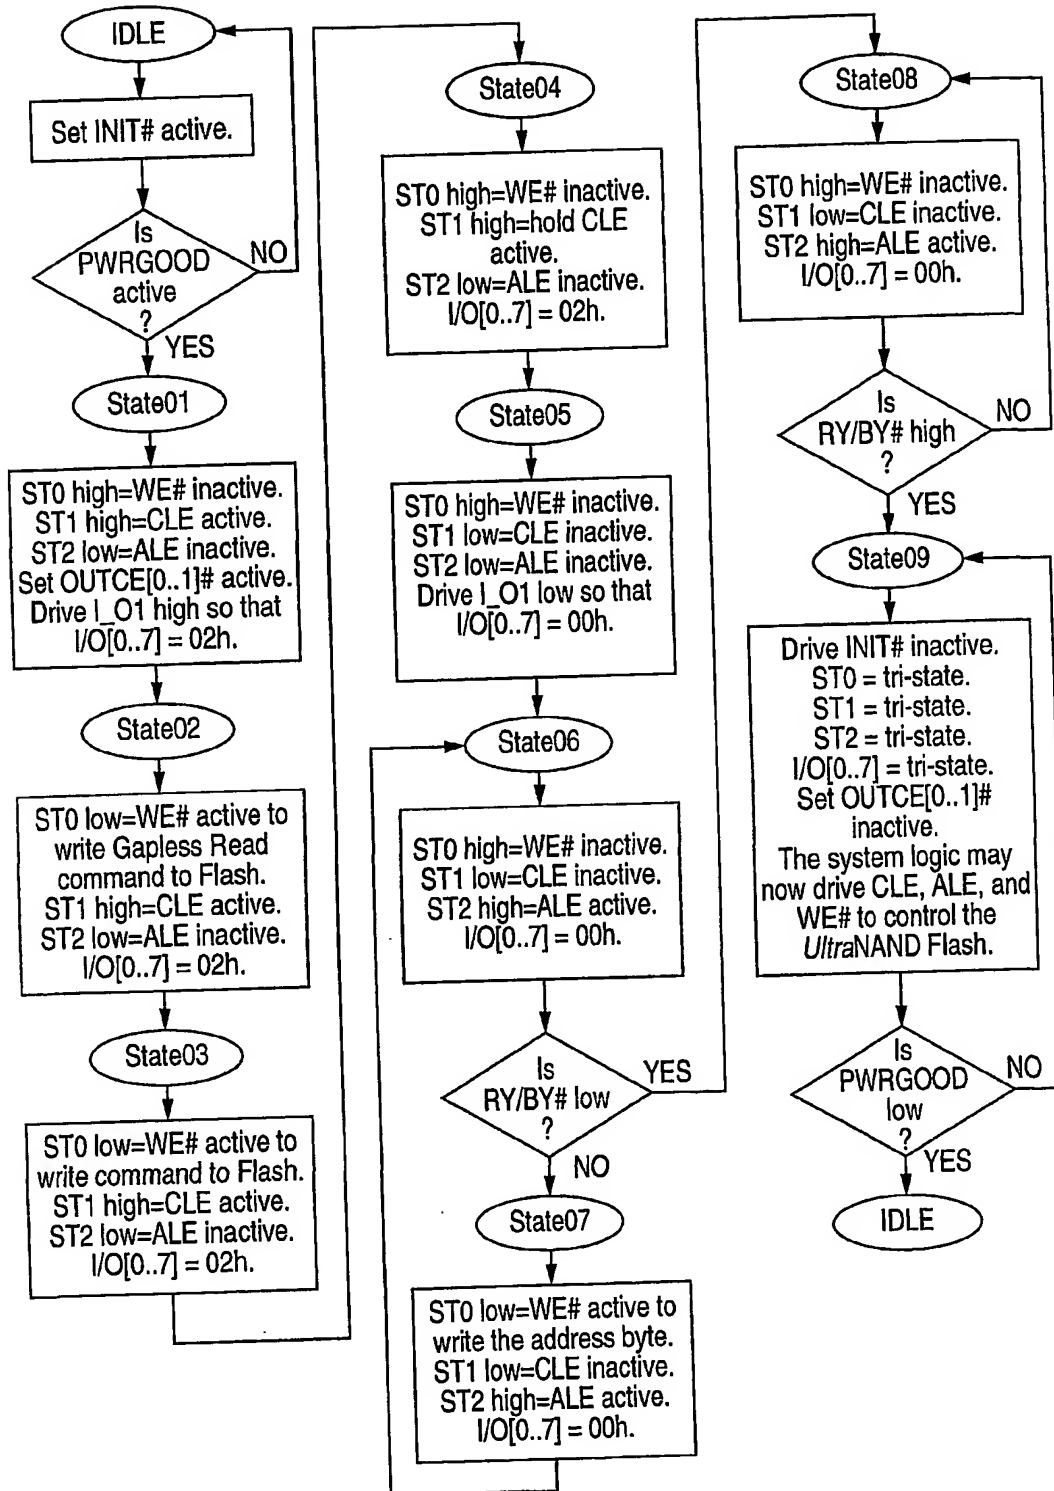 IDLE
Set INIT# active.
Is
PWRGOOD
active
?
NO
YES
State01
ST0 high=WE# inactive.
ST1 high=CLE active.
ST2 low=ALE inactive.
Set OUTCE[0..1]# active.
Drive I_O1 high so that
I/O[0..7] = 02h.
State02
ST0 low=WE# active to
write Gapless Read
command to Flash.
ST1 high=CLE active.
ST2 low=ALE inactive.
I/O[0..7] = 02h.
State03
ST0 low=WE# active to
write command to Flash.
ST1 high=CLE active.
ST2 low=ALE inactive.
I/O[0..7] = 02h.
State04
ST0 high=WE# inactive.
ST1 high=hold CLE
active.
ST2 low=ALE inactive.
I/O[0..7] = 02h.
State05
ST0 high=WE# inactive.
ST1 low=CLE inactive.
ST2 low=ALE inactive.
Drive I_O1 low so that
I/O[0..7] = 00h.
State06
ST0 high=WE# inactive.
ST1 low=CLE inactive.
ST2 high=ALE active.
I/O[0..7] = 00h.
Is
RY/BY# low
?
YES
NO
State07
ST0 low=WE# active to
write the address byte.
ST1 low=CLE inactive.
ST2 high=ALE active.
I/O[0..7] = 00h.
State08
ST0 high=WE# inactive.
ST1 low=CLE inactive.
ST2 high=ALE active.
I/O[0..7] = 00h.
Is
RY/BY# high
?
NO
YES
State09
Drive INIT# inactive.
ST0 = tri-state.
ST1 = tri-state.
ST2 = tri-state.
I/O[0..7] = tri-state.
Set OUTCE[0..1]#
inactive.
The system logic may
now drive CLE, ALE, and
WE# to control the
UltraNAND Flash.
Is
PWRGOOD
low
?
NO
YES
IDLE